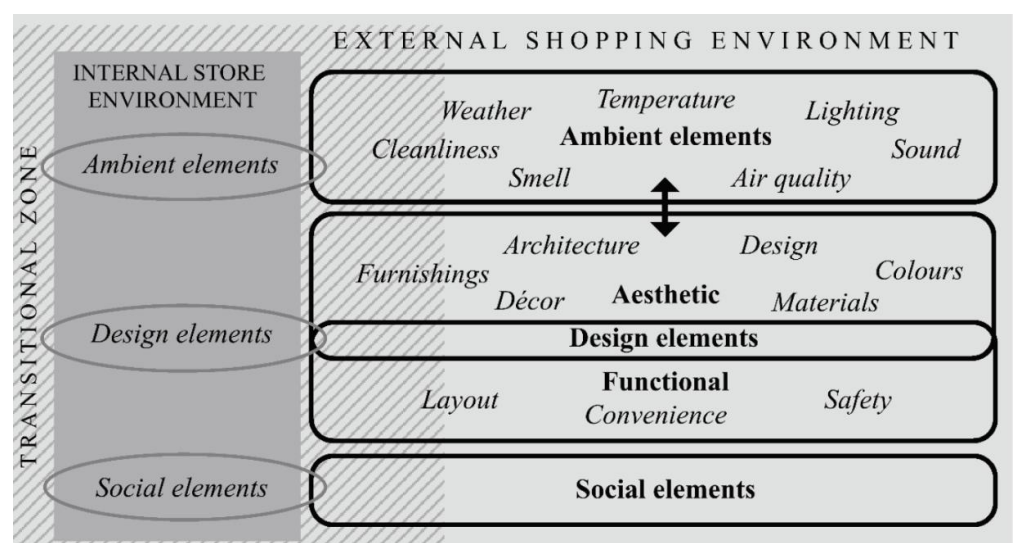 EXTERNAL SHOPPING ENVIRONMENT
TRANSITIONAL ZONE
INTERNAL STORE
ENVIRONMENT
Ambient elements
Design elements
Social elements
Weather
Temperature
Lighting
Cleanliness
Ambient elements
Sound
Smell
Air quality
Architecture
Design
Furnishings
Colours
Décor
Aesthetic
Materials
Design elements
Functional
Layout
Convenience
Safety
Social elements